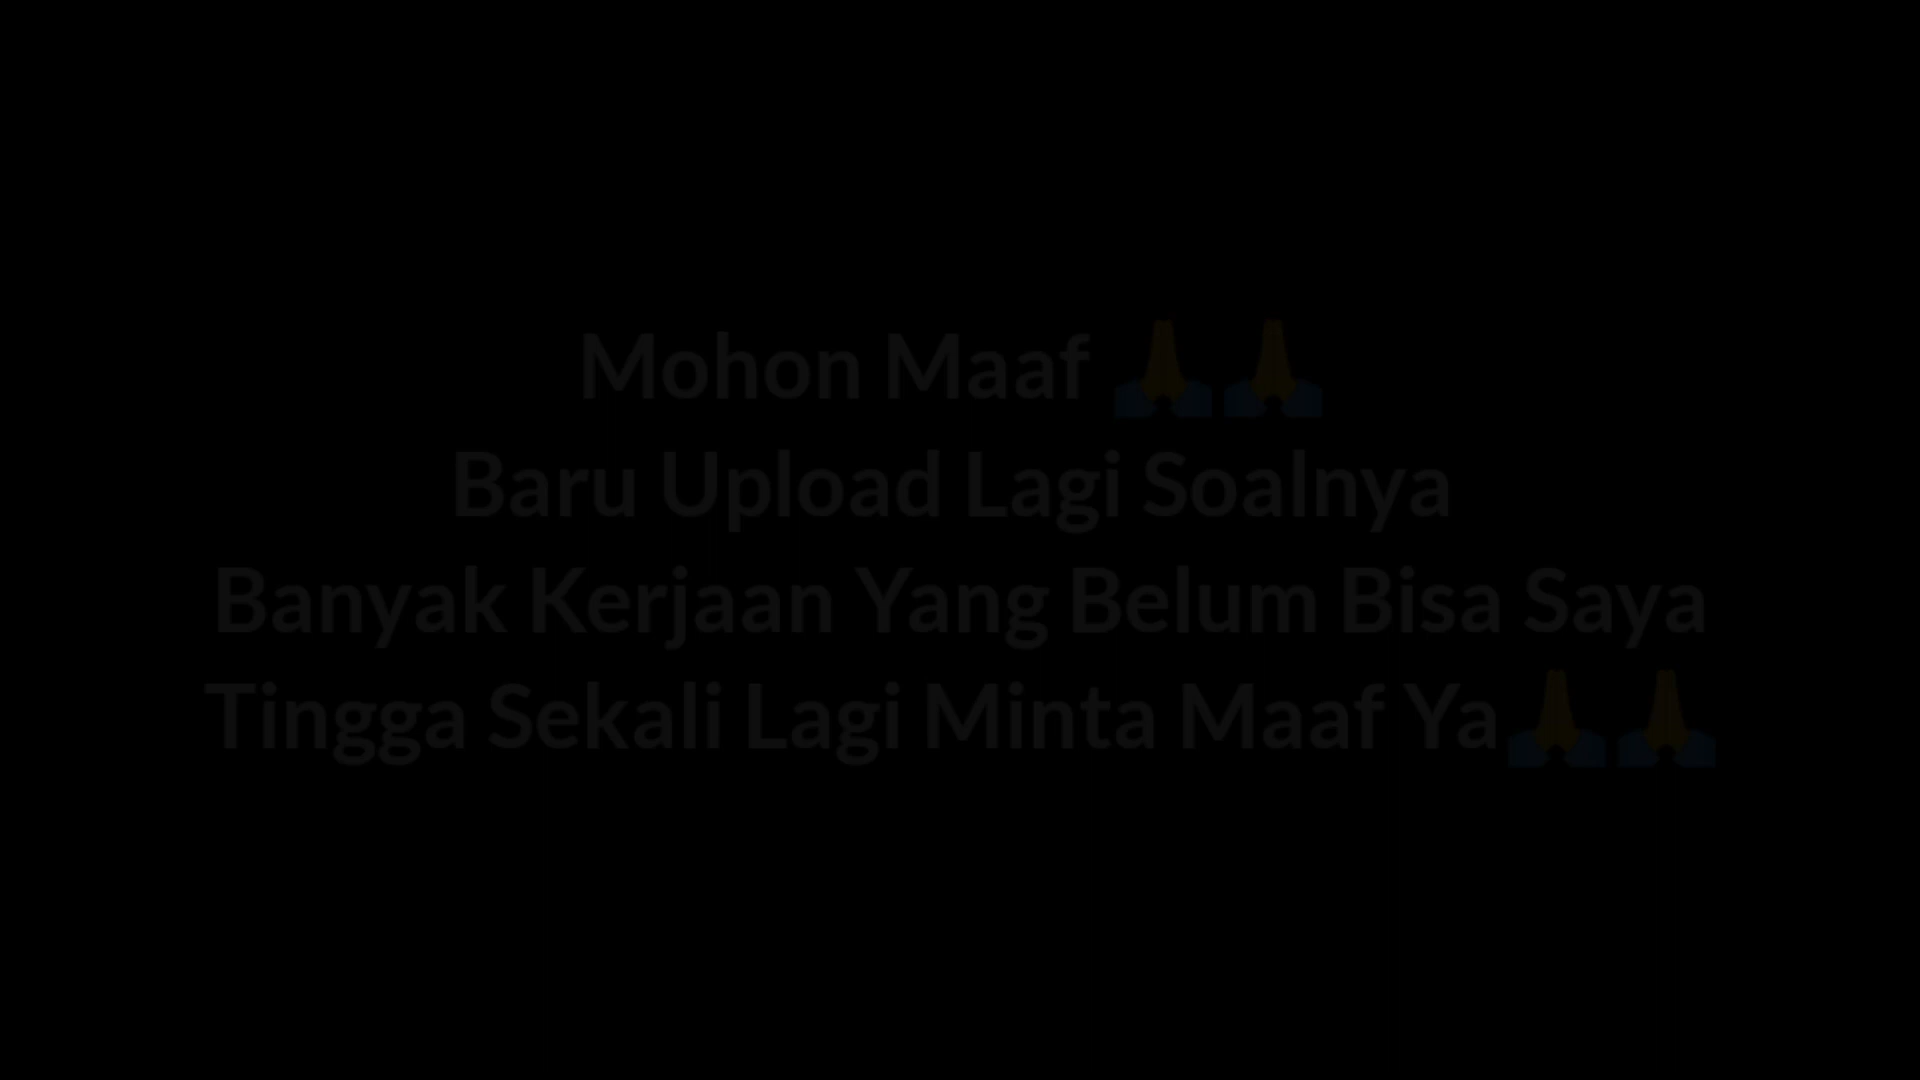 Mohon Maaf 🙏🙏
Baru Upload Lagi Soalnya
Banyak Kerjaan Yang Belum Bisa Saya
Tingga Sekali Lagi Minta Maaf Ya🙏🙏